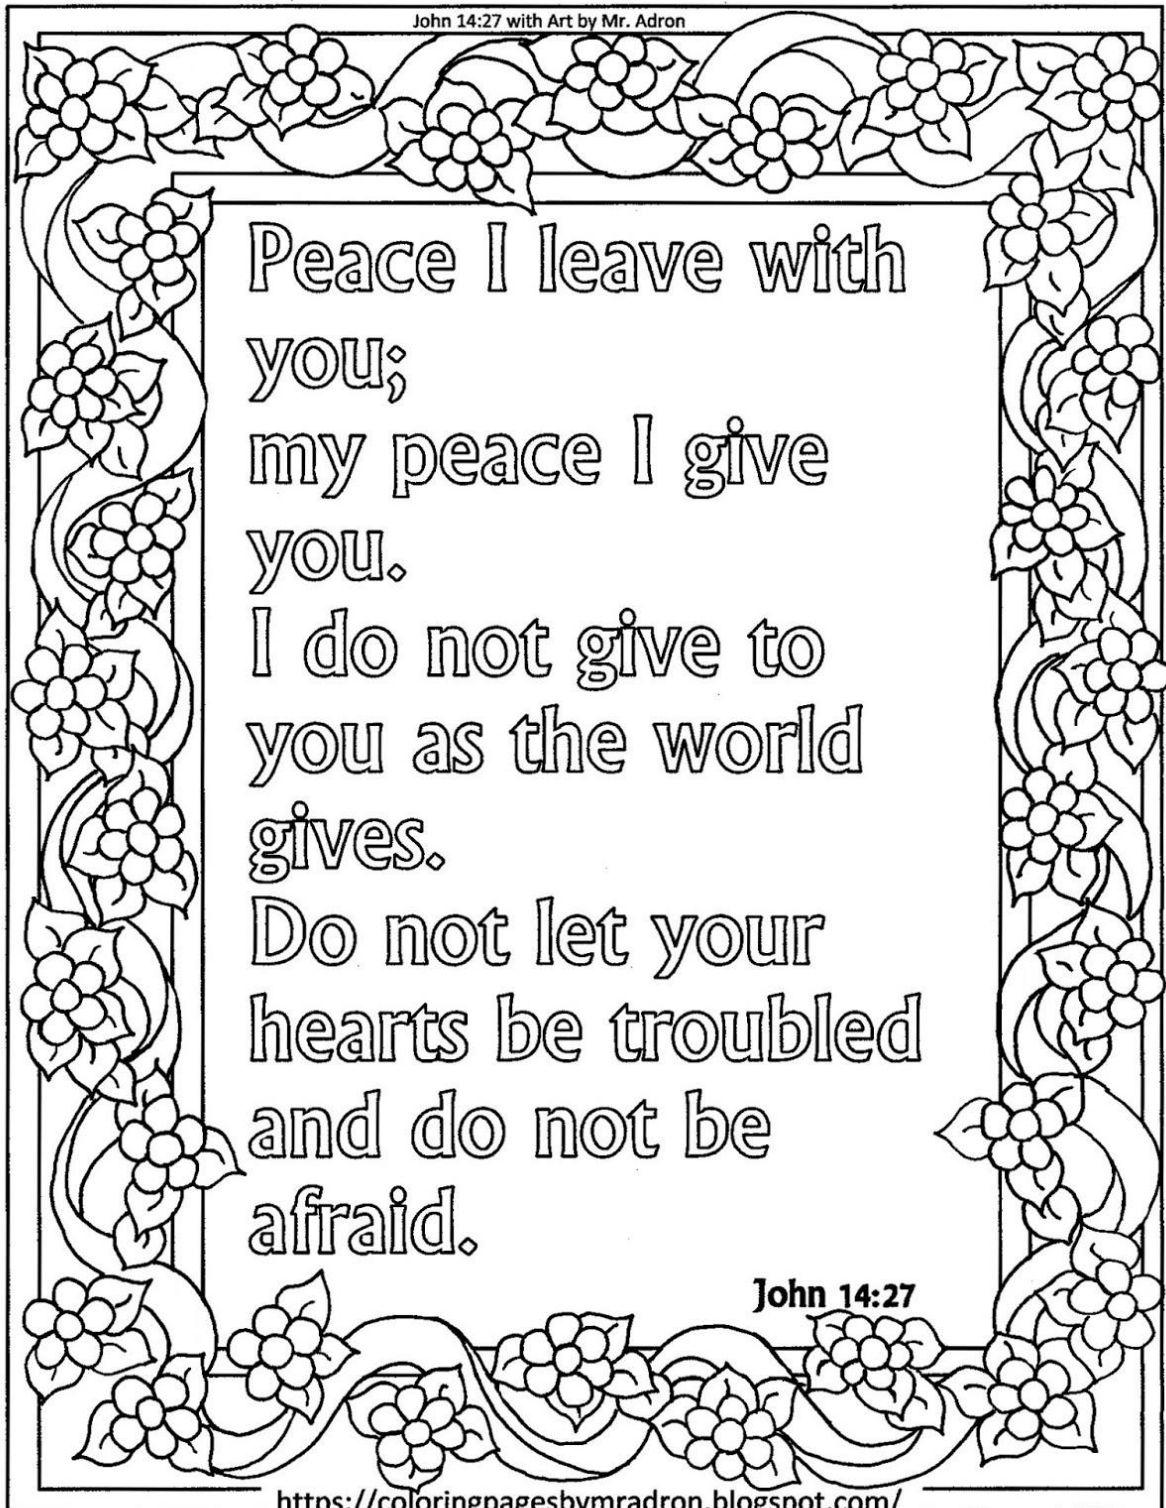 John 14:27 with Art by Mr. Adron
Peace I leave with
you;
my peace I give
you.
I do not give to
you as the world
gives.
Do not let your
hearts be troubled
and do not be
afraid.
John 14:27
https://coloringpagesbymradron.blogspot.com/